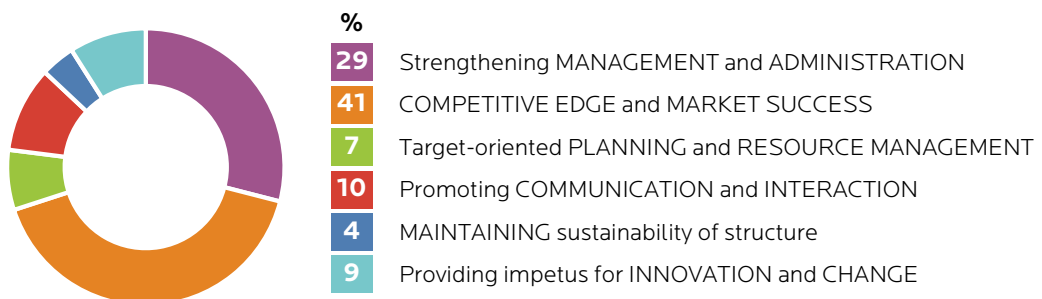 %
29 Strengthening MANAGEMENT and ADMINISTRATION
41 COMPETITIVE EDGE and MARKET SUCCESS
7 Target-oriented PLANNING and RESOURCE MANAGEMENT
10 Promoting COMMUNICATION and INTERACTION
4 MAINTAINING sustainability of structure
9 Providing impetus for INNOVATION and CHANGE